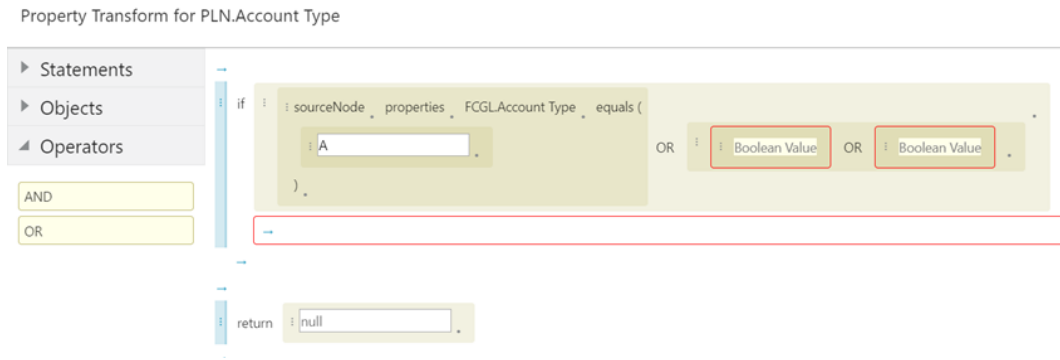 Property Transform for PLN.Account Type
Statements
Objects
Operators
AND
OR
if sourceNode . properties . FCGL.Account Type . equals (
A .
) .
OR Boolean Value OR Boolean Value .
.
return null .